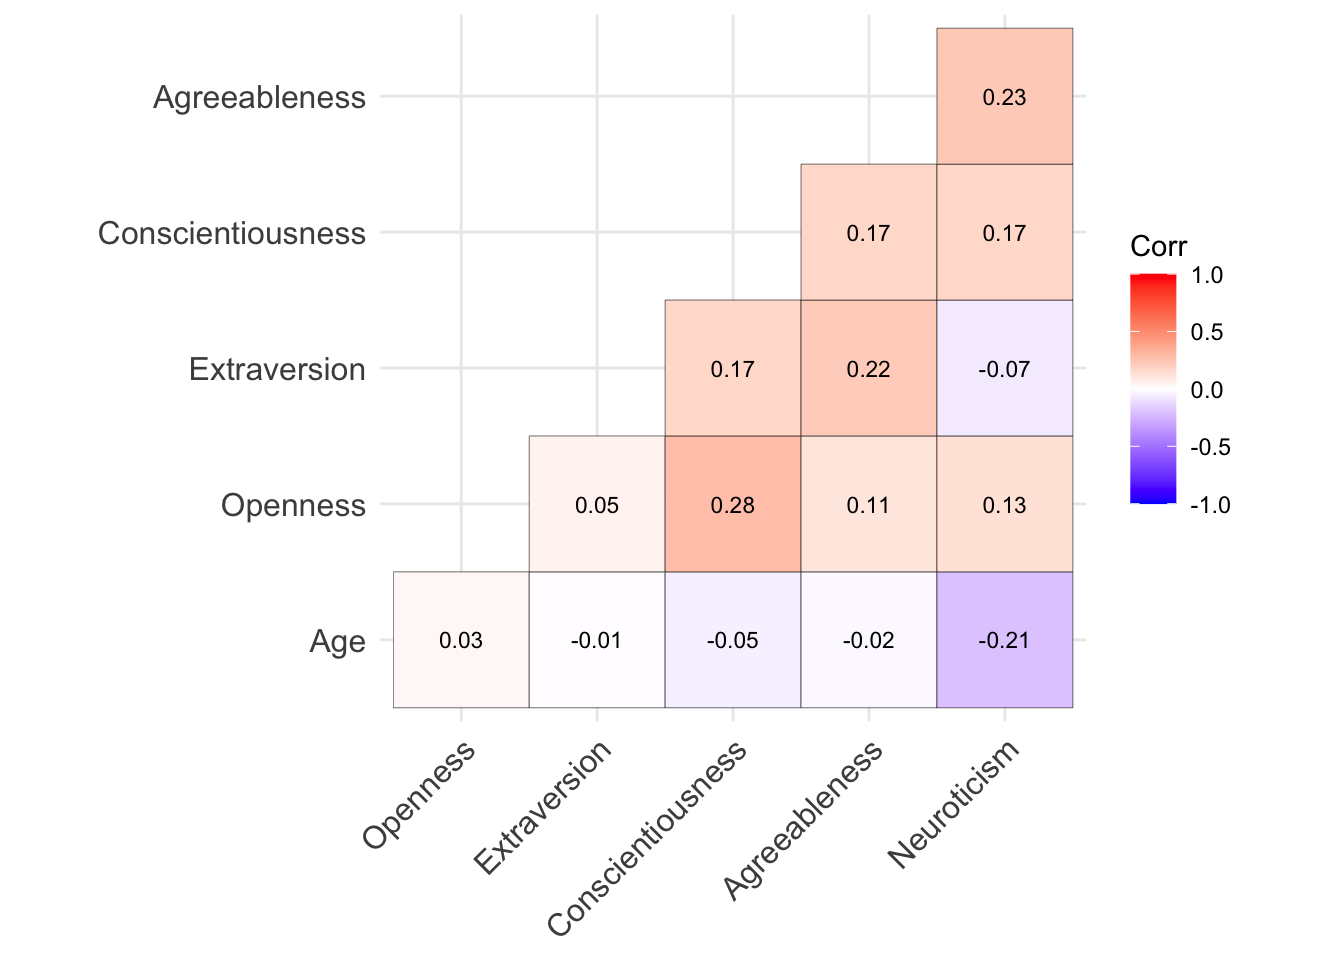 Agreeableness
0.23
Conscientiousness
0.17
0.17
Extraversion
0.17
0.22
-0.07
Openness
0.05
0.28
0.11
0.13
Age
0.03
-0.01
-0.05
-0.02
-0.21
Openness
Extraversion
Conscientiousness
Agreeableness
Neuroticism
Corr
1.0
0.5
0.0
-0.5
-1.0